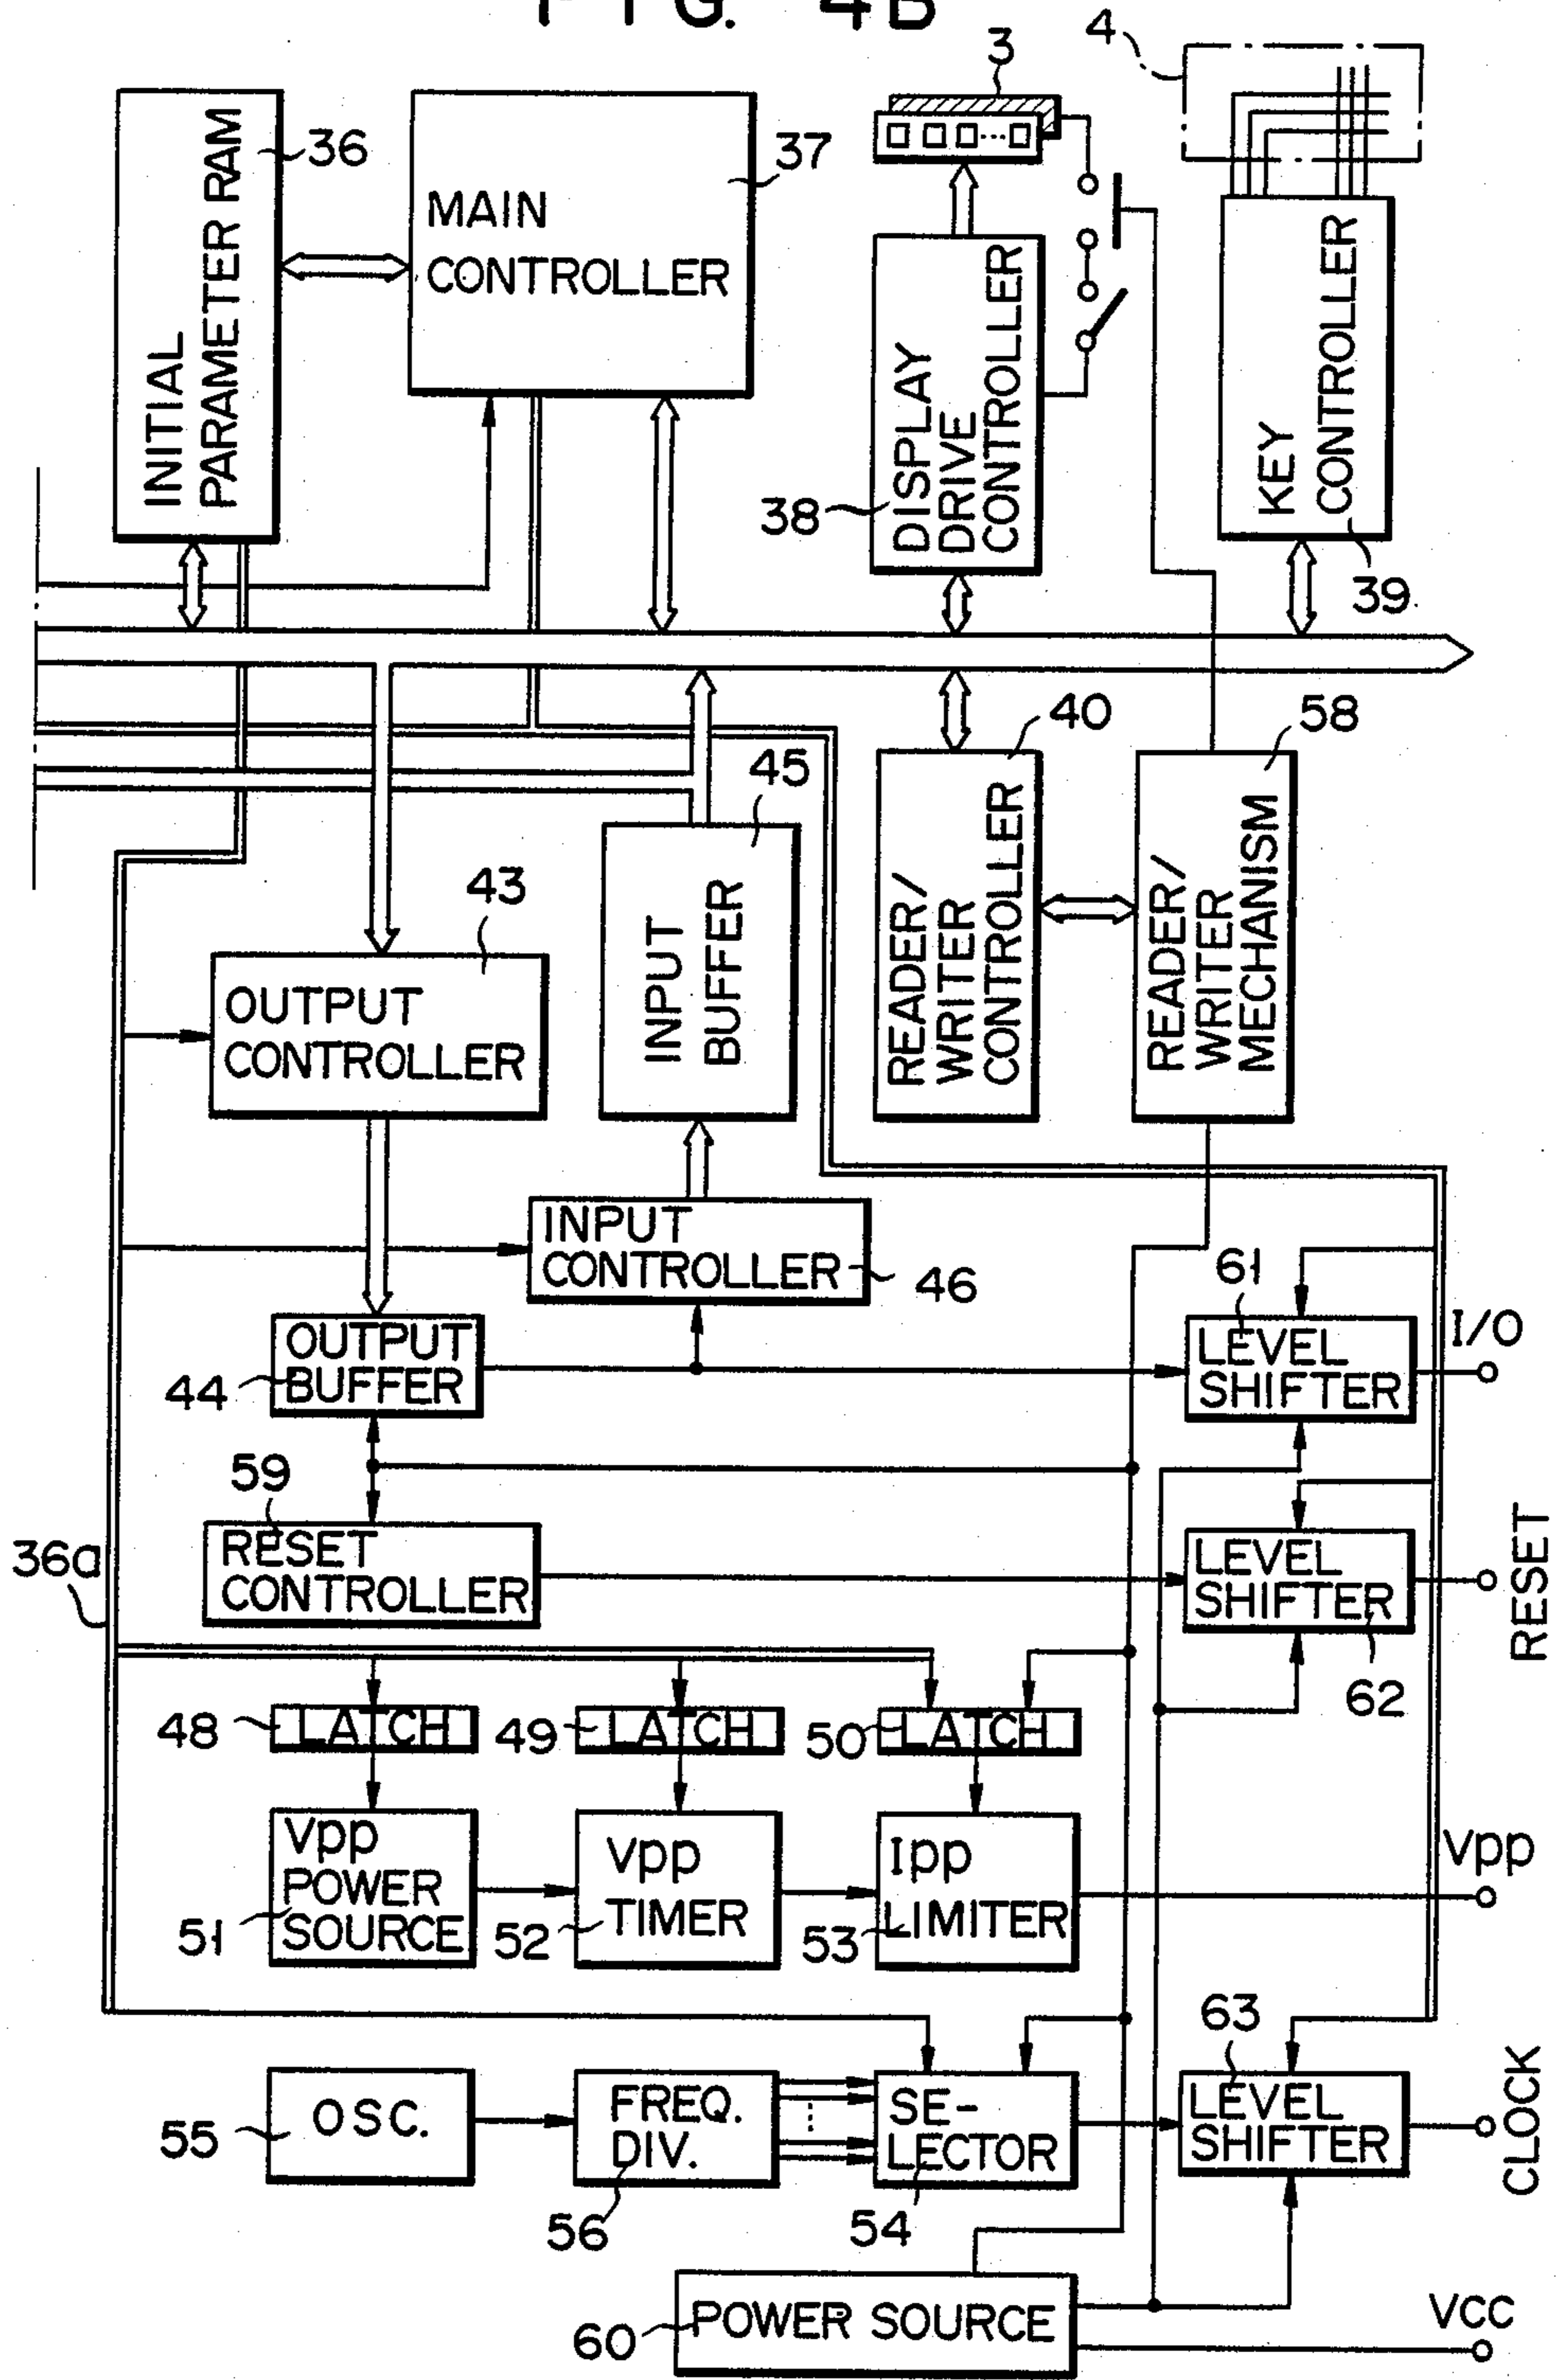 FIG. 4B
3
4
INITIAL
PARAMETER RAM
36
MAIN
CONTROLLER
37
DISPLAY
DRIVE
CONTROLLER
38
KEY
CONTROLLER
39
40
58
45
43
OUTPUT
CONTROLLER
INPUT
BUFFER
READER/
WRITER
CONTROLLER
READER/
WRITER
MECHANISM
INPUT
CONTROLLER
46
61
I/O
OUTPUT
BUFFER
44
LEVEL
SHIFTER
59
RESET
CONTROLLER
36a
LEVEL
SHIFTER
62
RESET
48
LATCH
49
LATCH
50
LATCH
Vpp
POWER
SOURCE
51
Vpp
TIMER
52
Ipp
LIMITER
53
Vpp
63
OSC.
55
FREQ.
DIV.
56
SE-
LECTOR
54
LEVEL
SHIFTER
CLOCK
POWER SOURCE
60
VCC